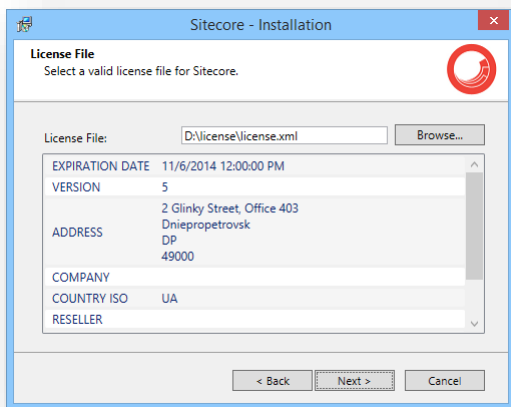 Sitecore - Installation
License File
Select a valid license file for Sitecore.
License File: D:\license\license.xml Browse...
EXPIRATION DATE 11/6/2014 12:00:00 PM
VERSION 5
ADDRESS 2 Glinky Street, Office 403
Dniepropetrovsk
DP
49000
COMPANY
COUNTRY ISO UA
RESELLER
< Back Next > Cancel